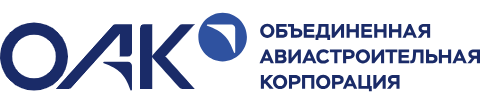 ОАК
ОБЪЕДИНЕННАЯ
АВИАСТРОИТЕЛЬНАЯ
КОРПОРАЦИЯ